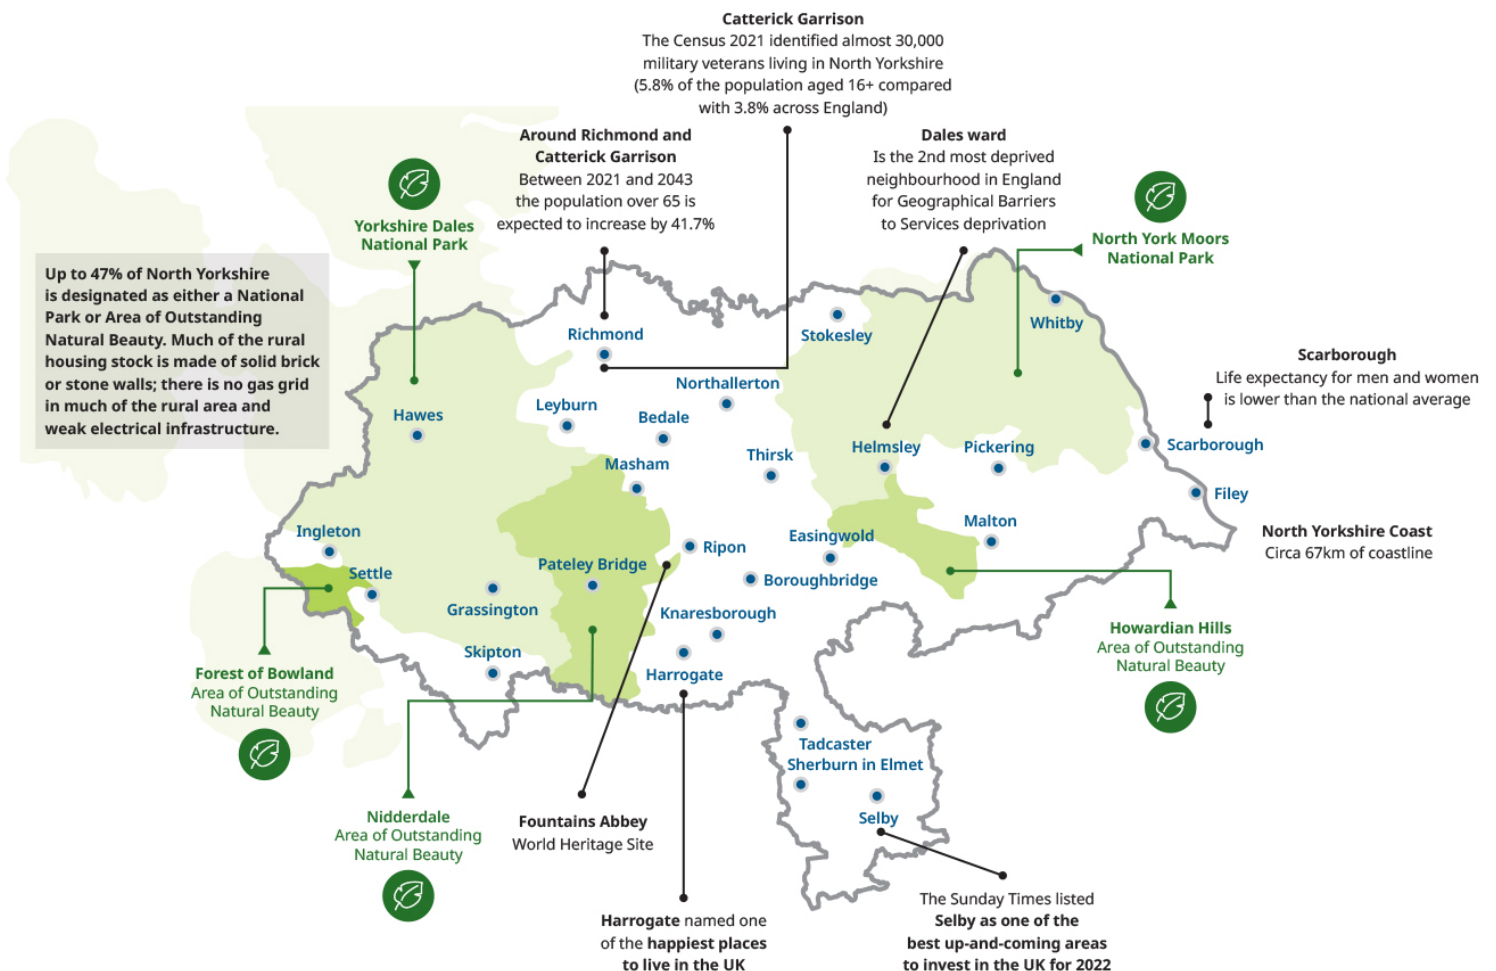 Catterick Garrison
The Census 2021 identified almost 30,000
military veterans living in North Yorkshire
(5.8% of the population aged 16+ compared
with 3.8% across England)
Around Richmond and
Catterick Garrison
Between 2021 and 2043
the population over 65 is
expected to increase by 41.7%
Dales ward
Is the 2nd most deprived
neighbourhood in England
for Geographical Barriers
to Services deprivation
Yorkshire Dales
National Park
North York Moors
National Park
Up to 47% of North Yorkshire
is designated as either a National
Park or Area of Outstanding
Natural Beauty. Much of the rural
housing stock is made of solid brick
or stone walls; there is no gas grid
in much of the rural area and
weak electrical infrastructure.
Richmond
Stokesley
Whitby
Scarborough
Life expectancy for men and women
is lower than the national average
Northallerton
Leyburn
Hawes
Bedale
Masham
Thirsk
Helmsley
Pickering
Scarborough
Filey
Ingleton
Malton
North Yorkshire Coast
Circa 67km of coastline
Easingwold
Ripon
Settle
Pateley Bridge
Boroughbridge
Grassington
Knaresborough
Skipton
Harrogate
Howardian Hills
Area of Outstanding
Natural Beauty
Forest of Bowland
Area of Outstanding
Natural Beauty
Tadcaster
Sherburn in Elmet
Selby
Nidderdale
Area of Outstanding
Natural Beauty
Fountains Abbey
World Heritage Site
Harrogate named one
of the happiest places
to live in the UK
The Sunday Times listed
Selby as one of the
best up-and-coming areas
to invest in the UK for 2022